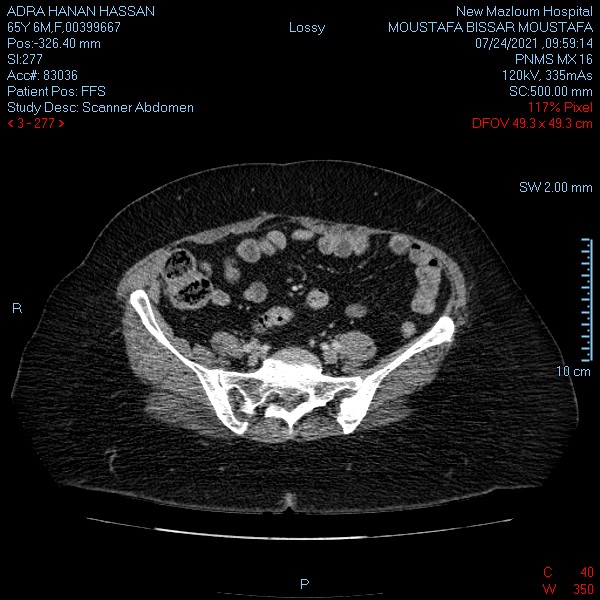 ADRA HANAN HASSAN
65Y 6M,F,00399667
Pos:-326.40 mm
SI:277
Acc#: 83036
Patient Pos: FFS
Study Desc: Scanner Abdomen
< 3 - 277 >
Lossy
New Mazloum Hospital
MOUSTAFA BISSAR MOUSTAFA
07/24/2021 ,09:59:14
PNMS MX 16
120kV, 335mAs
SC:500.00 mm
117% Pixel
DFOV 49.3 x 49.3 cm
SW 2.00 mm
R
10 cm
P
C 40
W 350